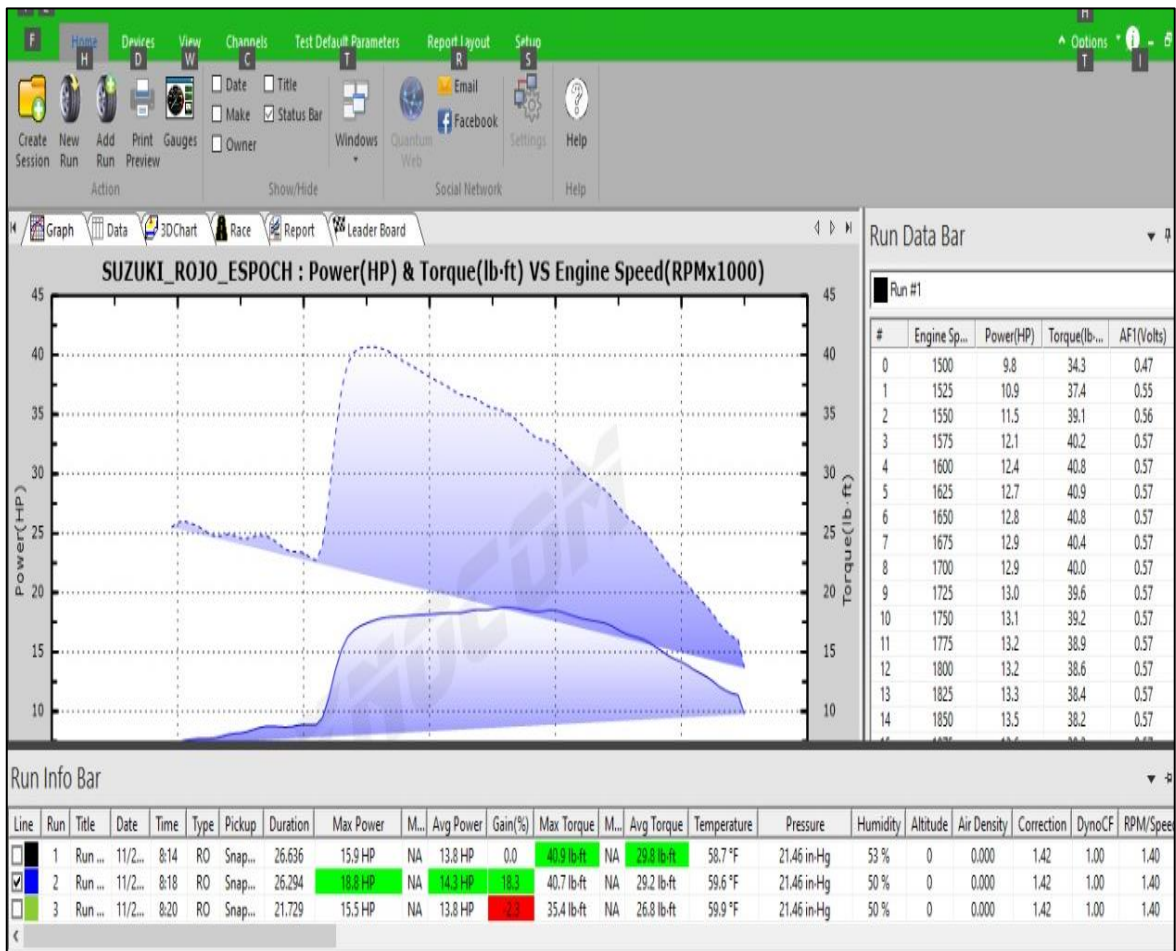 F Home Devices View Channels Test Default Parameters Report Layout Setup Options
H D W C T R S T I
Create Session New Run Add Run Print Preview Gauges
Date Title
Make Status Bar
Owner
Windows
Quantum Web
Email
Facebook
Settings
Help
Action Show/Hide Social Network Help
Graph Data 3DChart Race Report Leader Board
SUZUKI_ROJO_ESPOCH : Power(HP) & Torque(lb·ft) VS Engine Speed(RPMx1000)
45 45
40 40
35 35
30 30
25 25
20 20
15 15
10 10
Power(HP)
Torque(lb·ft)
Run Data Bar
Run #1
# Engine Sp... Power(HP) Torque(lb-... AF1(Volts)
0 1500 9.8 34.3 0.47
1 1525 10.9 37.4 0.55
2 1550 11.5 39.1 0.56
3 1575 12.1 40.2 0.57
4 1600 12.4 40.8 0.57
5 1625 12.7 40.9 0.57
6 1650 12.8 40.8 0.57
7 1675 12.9 40.4 0.57
8 1700 12.9 40.0 0.57
9 1725 13.0 39.6 0.57
10 1750 13.1 39.2 0.57
11 1775 13.2 38.9 0.57
12 1800 13.2 38.6 0.57
13 1825 13.3 38.4 0.57
14 1850 13.5 38.2 0.57
Run Info Bar
Line Run Title Date Time Type Pickup Duration Max Power M... Avg Power Gain(%) Max Torque M... Avg Torque Temperature Pressure Humidity Altitude Air Density Correction DynoCF RPM/Speed
1 Run ... 11/2... 8:14 RO Snap... 26.636 15.9 HP NA 13.8 HP 0.0 40.9 lb·ft NA 29.8 lb·ft 58.7 °F 21.46 in-Hg 53 % 0 0.000 1.42 1.00 1.40
2 Run ... 11/2... 8:18 RO Snap... 26.294 18.8 HP NA 14.3 HP 18.3 40.7 lb·ft NA 29.2 lb·ft 59.6 °F 21.46 in-Hg 50 % 0 0.000 1.42 1.00 1.40
3 Run ... 11/2... 8:20 RO Snap... 21.729 15.5 HP NA 13.8 HP -2.3 35.4 lb·ft NA 26.8 lb·ft 59.9 °F 21.46 in-Hg 50 % 0 0.000 1.42 1.00 1.40